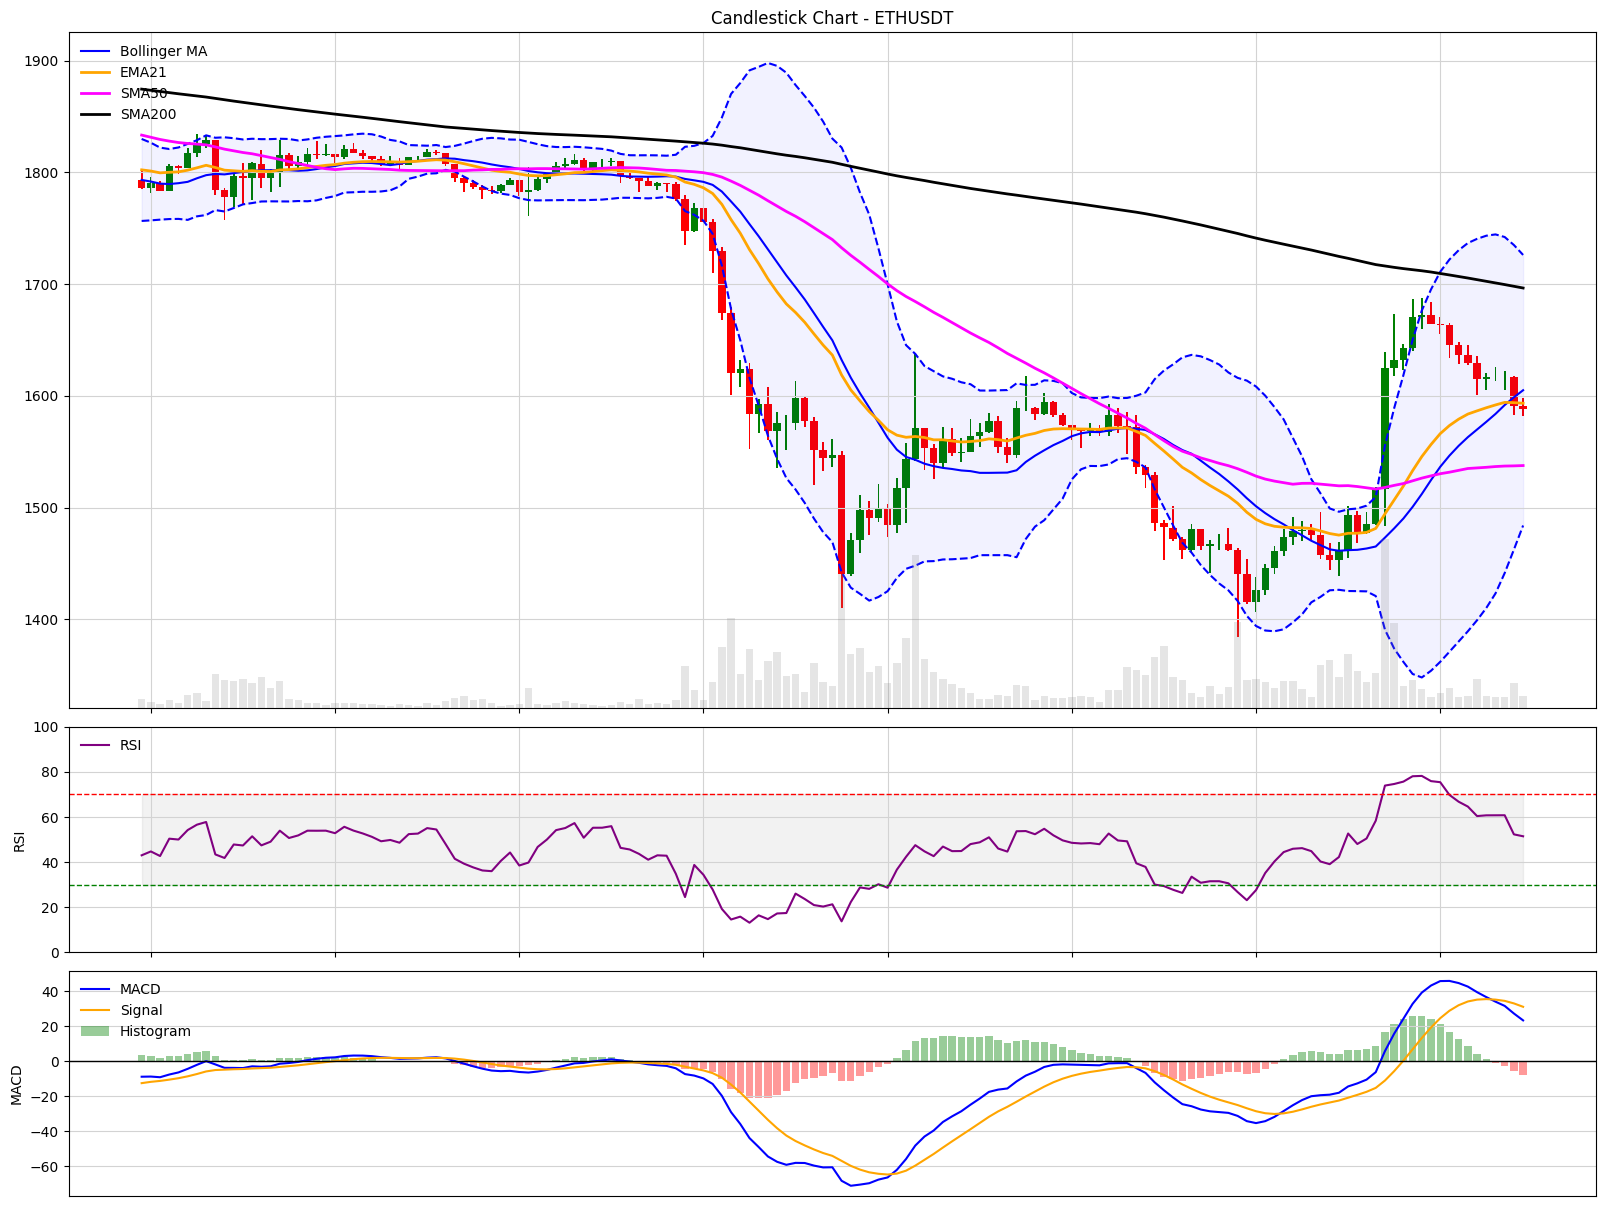 Candlestick Chart - ETHUSDT
Bollinger MA
EMA21
SMA50
SMA200
1900
1800
1700
1600
1500
1400
RSI
RSI
100
80
60
40
20
0
MACD
Signal
Histogram
MACD
40
20
0
−20
−40
−60